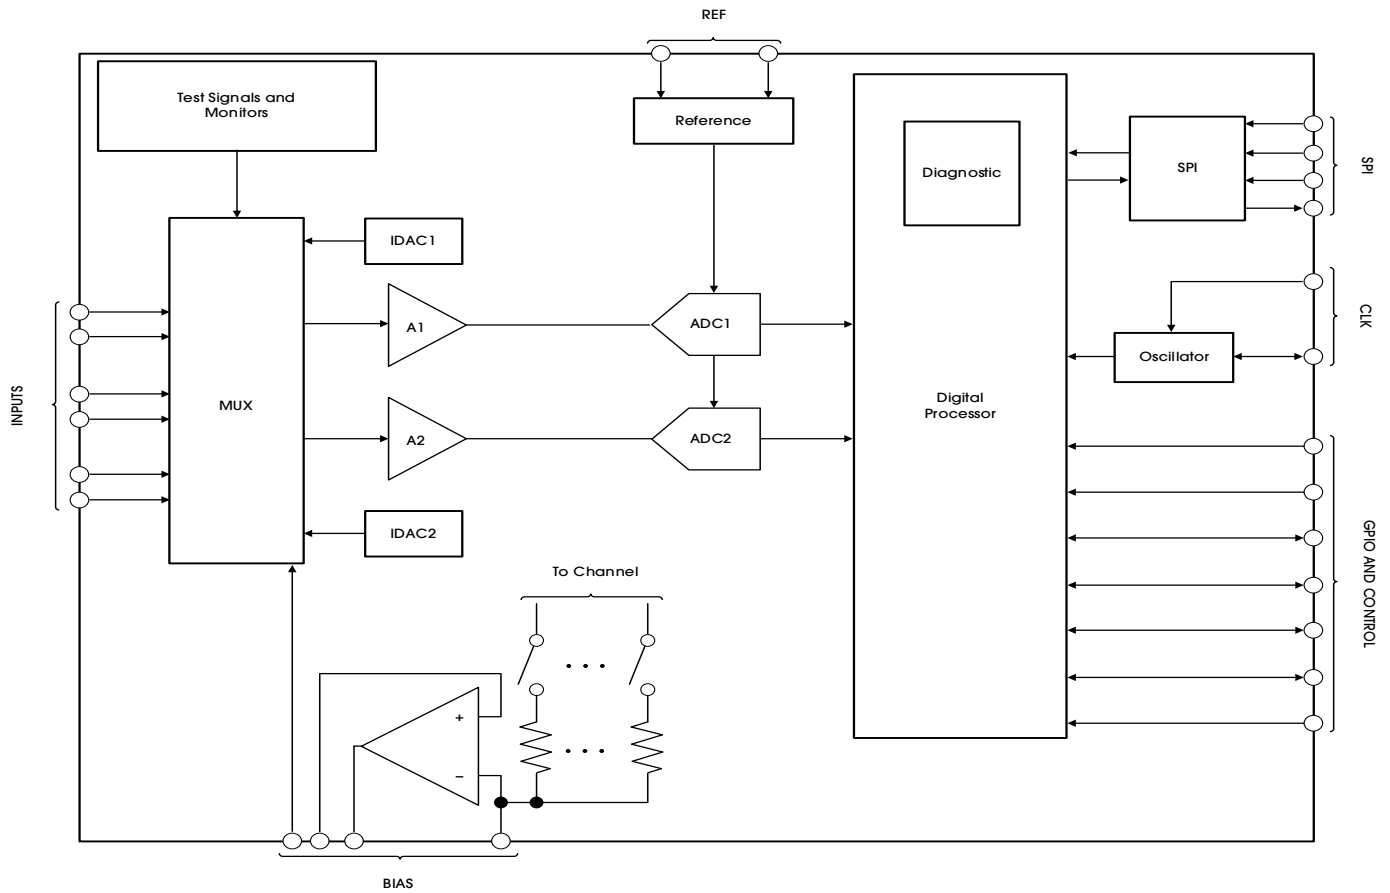 REF
Test Signals and
Monitors
Reference
Diagnostic
SPI
SPI
IDAC1
A1
ADC1
CLK
Oscillator
INPUTS
MUX
Digital
Processor
A2
ADC2
IDAC2
GPIO AND CONTROL
To Channel
+
−
BIAS